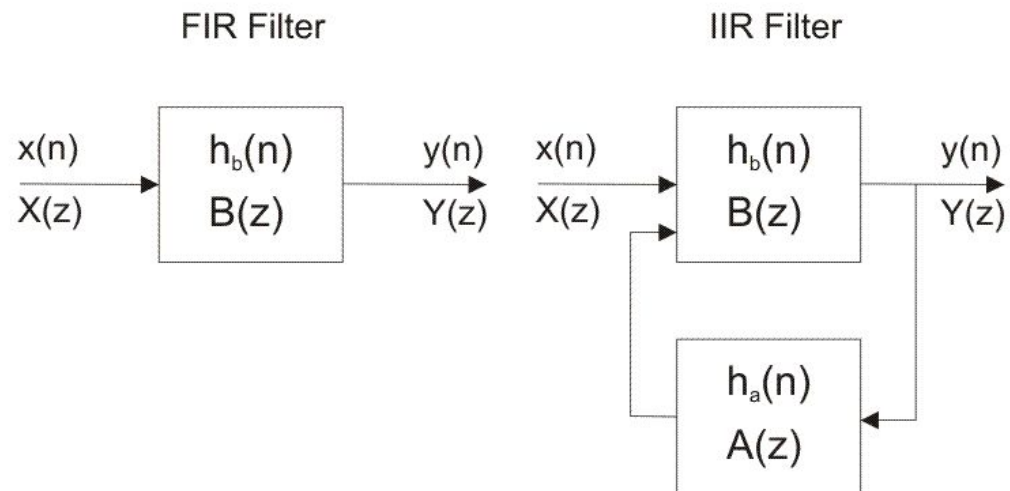 FIR Filter
x(n)
X(z)
h_b(n)
B(z)
y(n)
Y(z)
IIR Filter
x(n)
X(z)
h_b(n)
B(z)
y(n)
Y(z)
h_a(n)
A(z)